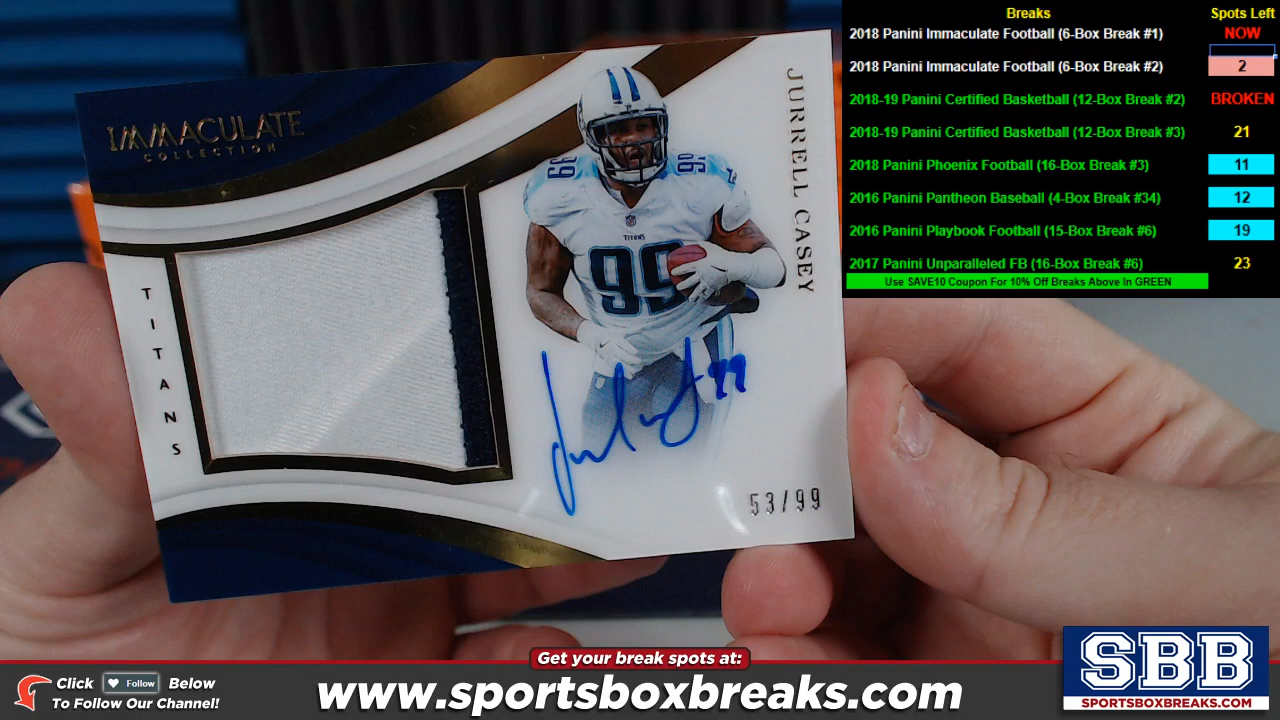 IMMACULATE
COLLECTION
TITANS
JURRELL CASEY
99
99
TITANS
99
99
53/99
Breaks Spots Left
2018 Panini Immaculate Football (6-Box Break #1) NOW
2018 Panini Immaculate Football (6-Box Break #2) 2
2018-19 Panini Certified Basketball (12-Box Break #2) BROKEN
2018-19 Panini Certified Basketball (12-Box Break #3) 21
2018 Panini Phoenix Football (16-Box Break #3) 11
2016 Panini Pantheon Baseball (4-Box Break #34) 12
2016 Panini Playbook Football (15-Box Break #6) 19
2017 Panini Unparalleled FB (16-Box Break #6) 23
Use SAVE10 Coupon For 10% Off Breaks Above In GREEN
Get your break spots at:
Click Follow Below
To Follow Our Channel!
www.sportsboxbreaks.com
SBB
SPORTSBOXBREAKS.COM